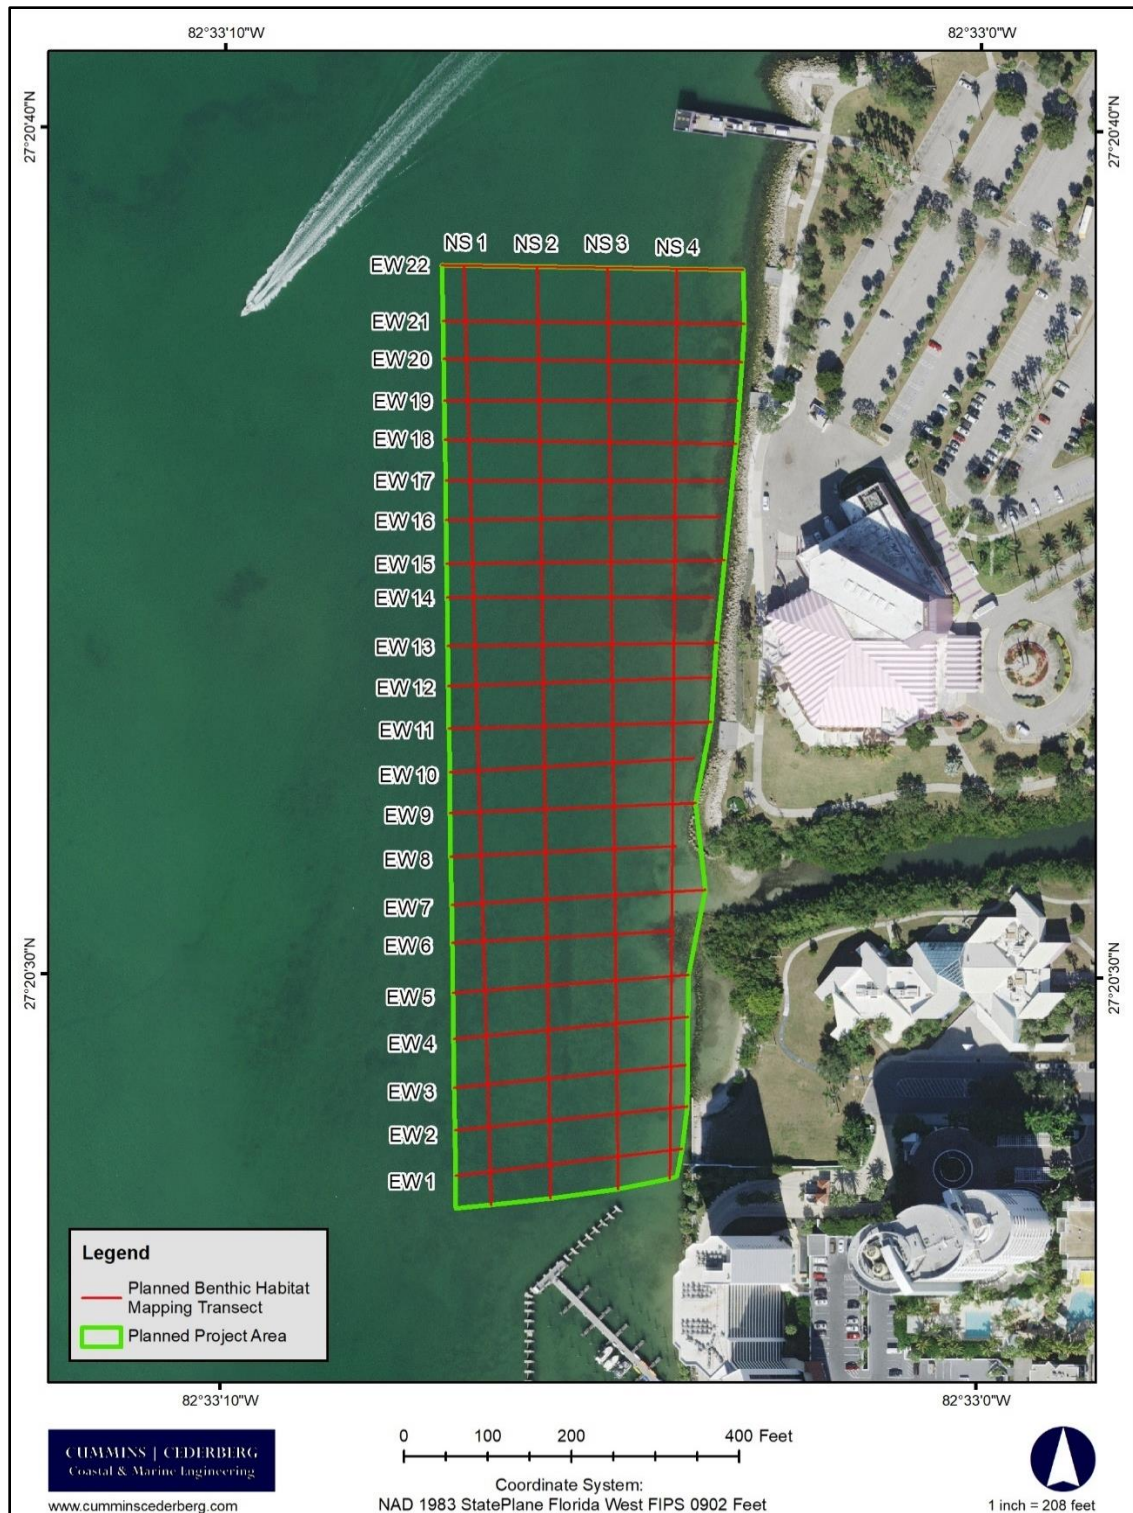 82°33'10"W
82°33'0"W
27°20'40"N
27°20'40"N
NS 1
NS 2
NS 3
NS 4
EW 22
EW 21
EW 20
EW 19
EW 18
EW 17
EW 16
EW 15
EW 14
EW 13
EW 12
EW 11
EW 10
EW 9
EW 8
EW 7
EW 6
27°20'30"N
27°20'30"N
EW 5
EW 4
EW 3
EW 2
EW 1
Legend
Planned Benthic Habitat
Mapping Transect
Planned Project Area
82°33'10"W
82°33'0"W
CUMMINS | CEDERBERG
Coastal & Marine Engineering
www.cumminscederberg.com
0 100 200 400 Feet
Coordinate System:
NAD 1983 StatePlane Florida West FIPS 0902 Feet
1 inch = 208 feet